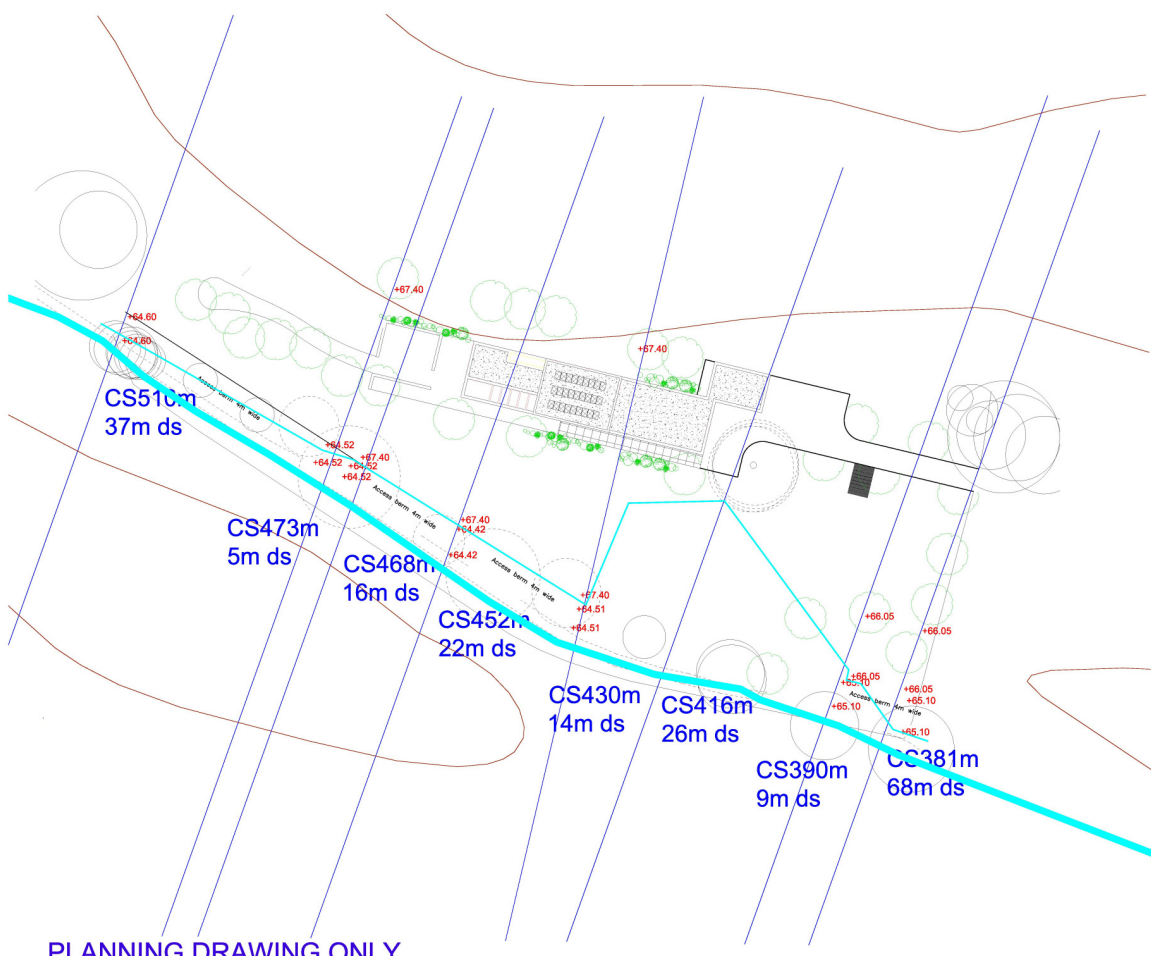 +67.40
+64.60
+64.60
+67.40
Access berm 4m wide
CS510m
37m ds
+64.52
+67.40
+64.52
+64.52
+64.52
Access berm 4m wide
CS473m
5m ds
+67.40
+64.42
+64.42
CS468m
16m ds
Access berm 4m wide
+67.40
+64.51
+64.51
CS452m
22m ds
+66.05
+66.05
+66.05
+65.10
+66.05
+65.10
+65.10
Access berm 4m wide
+65.10
CS430m
14m ds
CS416m
26m ds
CS390m
9m ds
CS381m
68m ds
PLANNING DRAWING ONLY